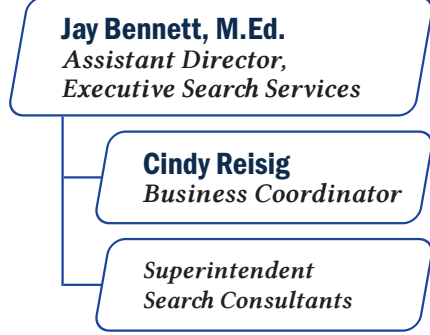 Jay Bennett, M.Ed.
Assistant Director,
Executive Search Services
Cindy Reisig
Business Coordinator
Superintendent
Search Consultants